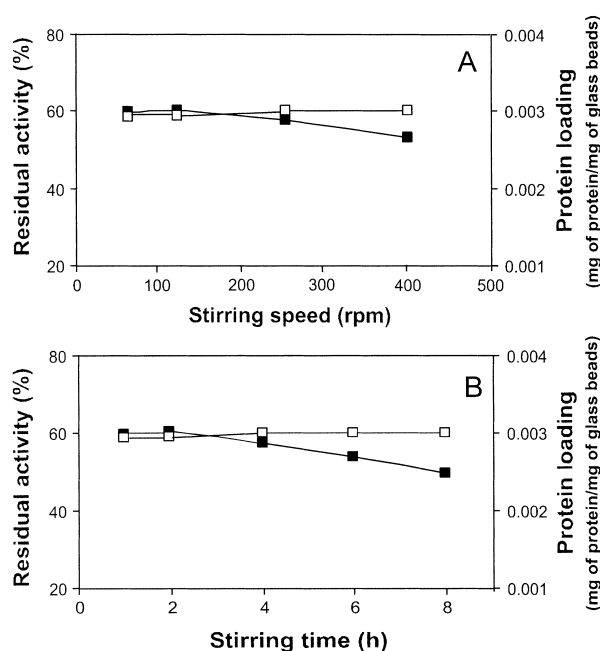 80
60
40
20
Residual activity (%)
A
0.004
0.003
0.002
0.001
Protein loading
(mg of protein/mg of glass beads)
0 100 200 300 400 500
Stirring speed (rpm)
80
60
40
20
Residual activity (%)
B
0.004
0.003
0.002
0.001
Protein loading
(mg of protein/mg of glass beads)
0 2 4 6 8
Stirring time (h)